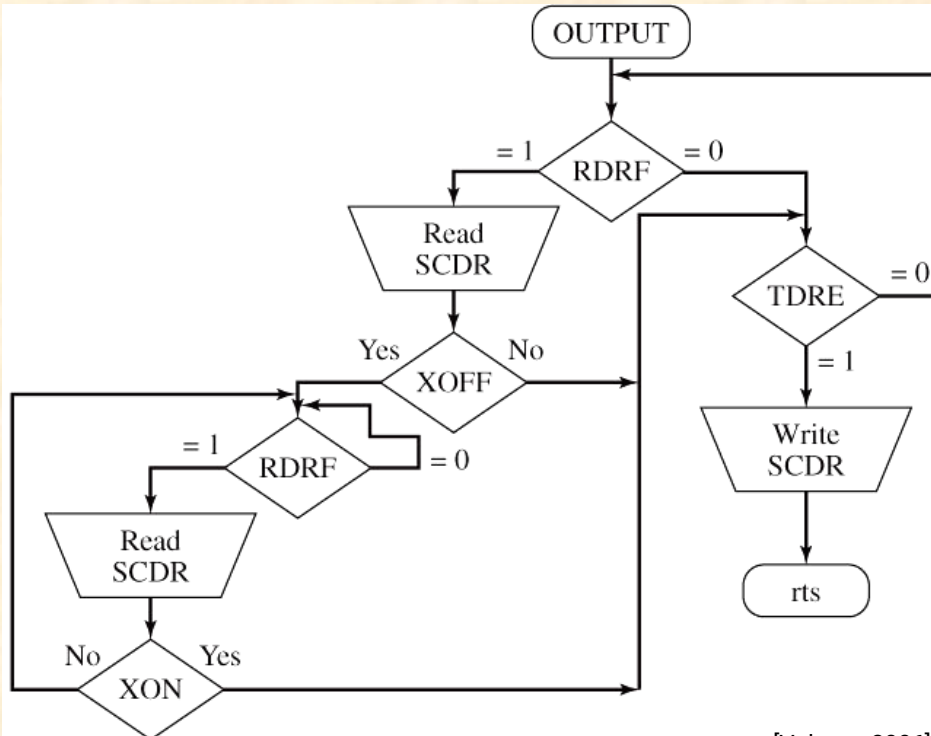 OUTPUT
= 1
RDRF
= 0
Read
SCDR
TDRE
= 0
Yes
XOFF
No
= 1
= 1
RDRF
= 0
Write
SCDR
Read
SCDR
rts
No
XON
Yes